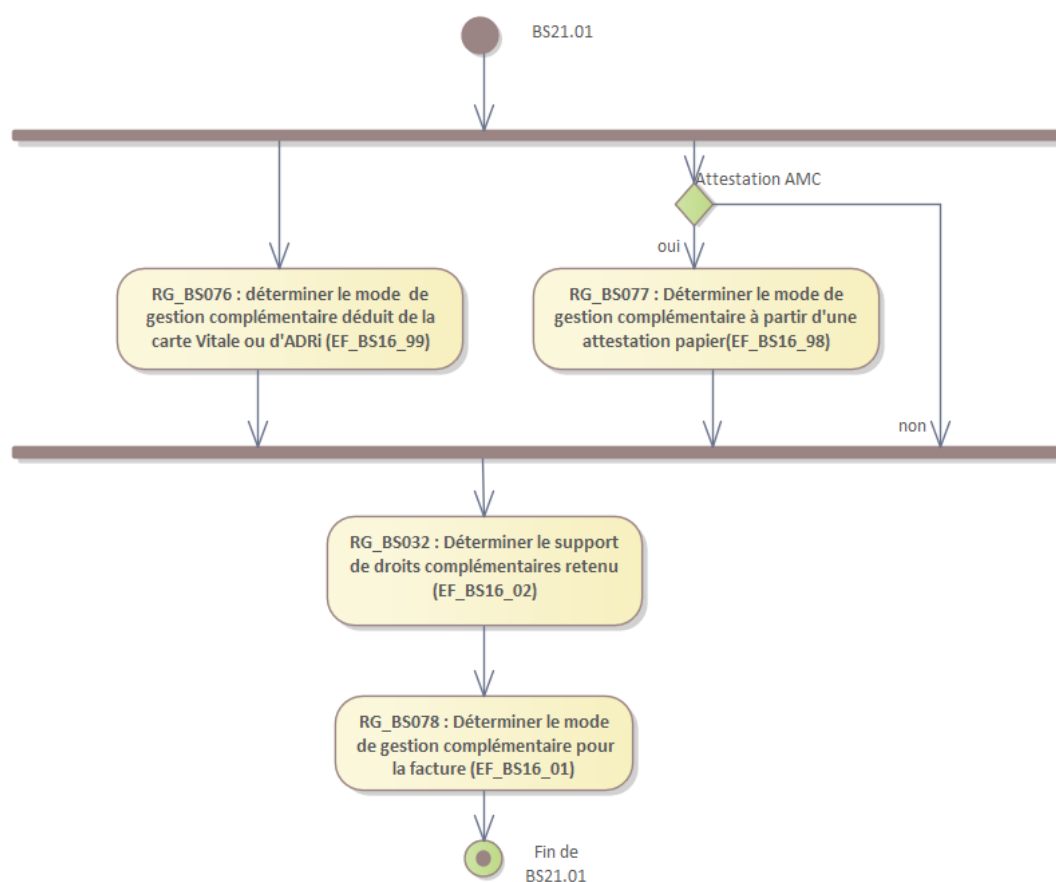 BS21.01
Attestation AMC
oui
RG_BS076 : déterminer le mode de
gestion complémentaire déduit de la
carte Vitale ou d'ADRi (EF_BS16_99)
RG_BS077 : Déterminer le mode de
gestion complémentaire à partir d'une
attestation papier(EF_BS16_98)
non
RG_BS032 : Déterminer le support
de droits complémentaires retenu
(EF_BS16_02)
RG_BS078 : Déterminer le mode
de gestion complémentaire pour
la facture (EF_BS16_01)
Fin de
BS21.01